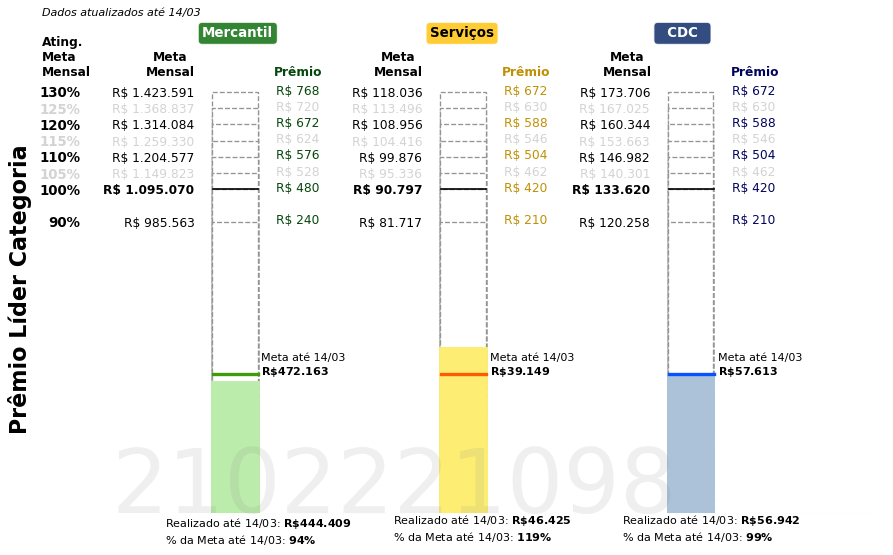 Dados atualizados até 14/03
Mercantil Serviços CDC
Ating.
Meta Meta Meta Meta
Mensal Mensal Prêmio Mensal Prêmio Mensal Prêmio
130% R$ 1.423.591 R$ 768 R$ 118.036 R$ 672 R$ 173.706 R$ 672
125% R$ 1.368.837 R$ 720 R$ 113.496 R$ 630 R$ 167.025 R$ 630
120% R$ 1.314.084 R$ 672 R$ 108.956 R$ 588 R$ 160.344 R$ 588
115% R$ 1.259.330 R$ 624 R$ 104.416 R$ 546 R$ 153.663 R$ 546
110% R$ 1.204.577 R$ 576 R$ 99.876 R$ 504 R$ 146.982 R$ 504
105% R$ 1.149.823 R$ 528 R$ 95.336 R$ 462 R$ 140.301 R$ 462
100% R$ 1.095.070 R$ 480 R$ 90.797 R$ 420 R$ 133.620 R$ 420
90% R$ 985.563 R$ 240 R$ 81.717 R$ 210 R$ 120.258 R$ 210
Prêmio Líder Categoria
Meta até 14/03 Meta até 14/03 Meta até 14/03
R$472.163 R$39.149 R$57.613
2102221098
Realizado até 14/03: R$444.409 Realizado até 14/03: R$46.425 Realizado até 14/03: R$56.942
% da Meta até 14/03: 94% % da Meta até 14/03: 119% % da Meta até 14/03: 99%